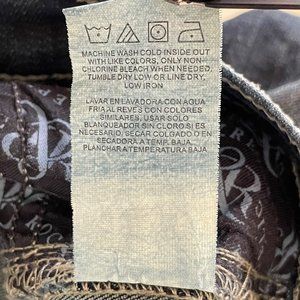 MACHINE WASH COLD INSIDE OUT
WITH LIKE COLORS, ONLY NON-
CHLORINE BLEACH WHEN NEEDED,
TUMBLE DRY LOW OR LINE DRY,
LOW IRON
LAVAR EN LAVADORA CON AGUA
FRIA AL REVES CON COLORES
SIMILARES, USAR SOLO
BLANQUEADOR SIN CLORO SI ES
NECESARIO, SECAR COLGADO O EN
SECADORA A TEMP. BAJA,
PLANCHAR A TEMPERATURA BAJA